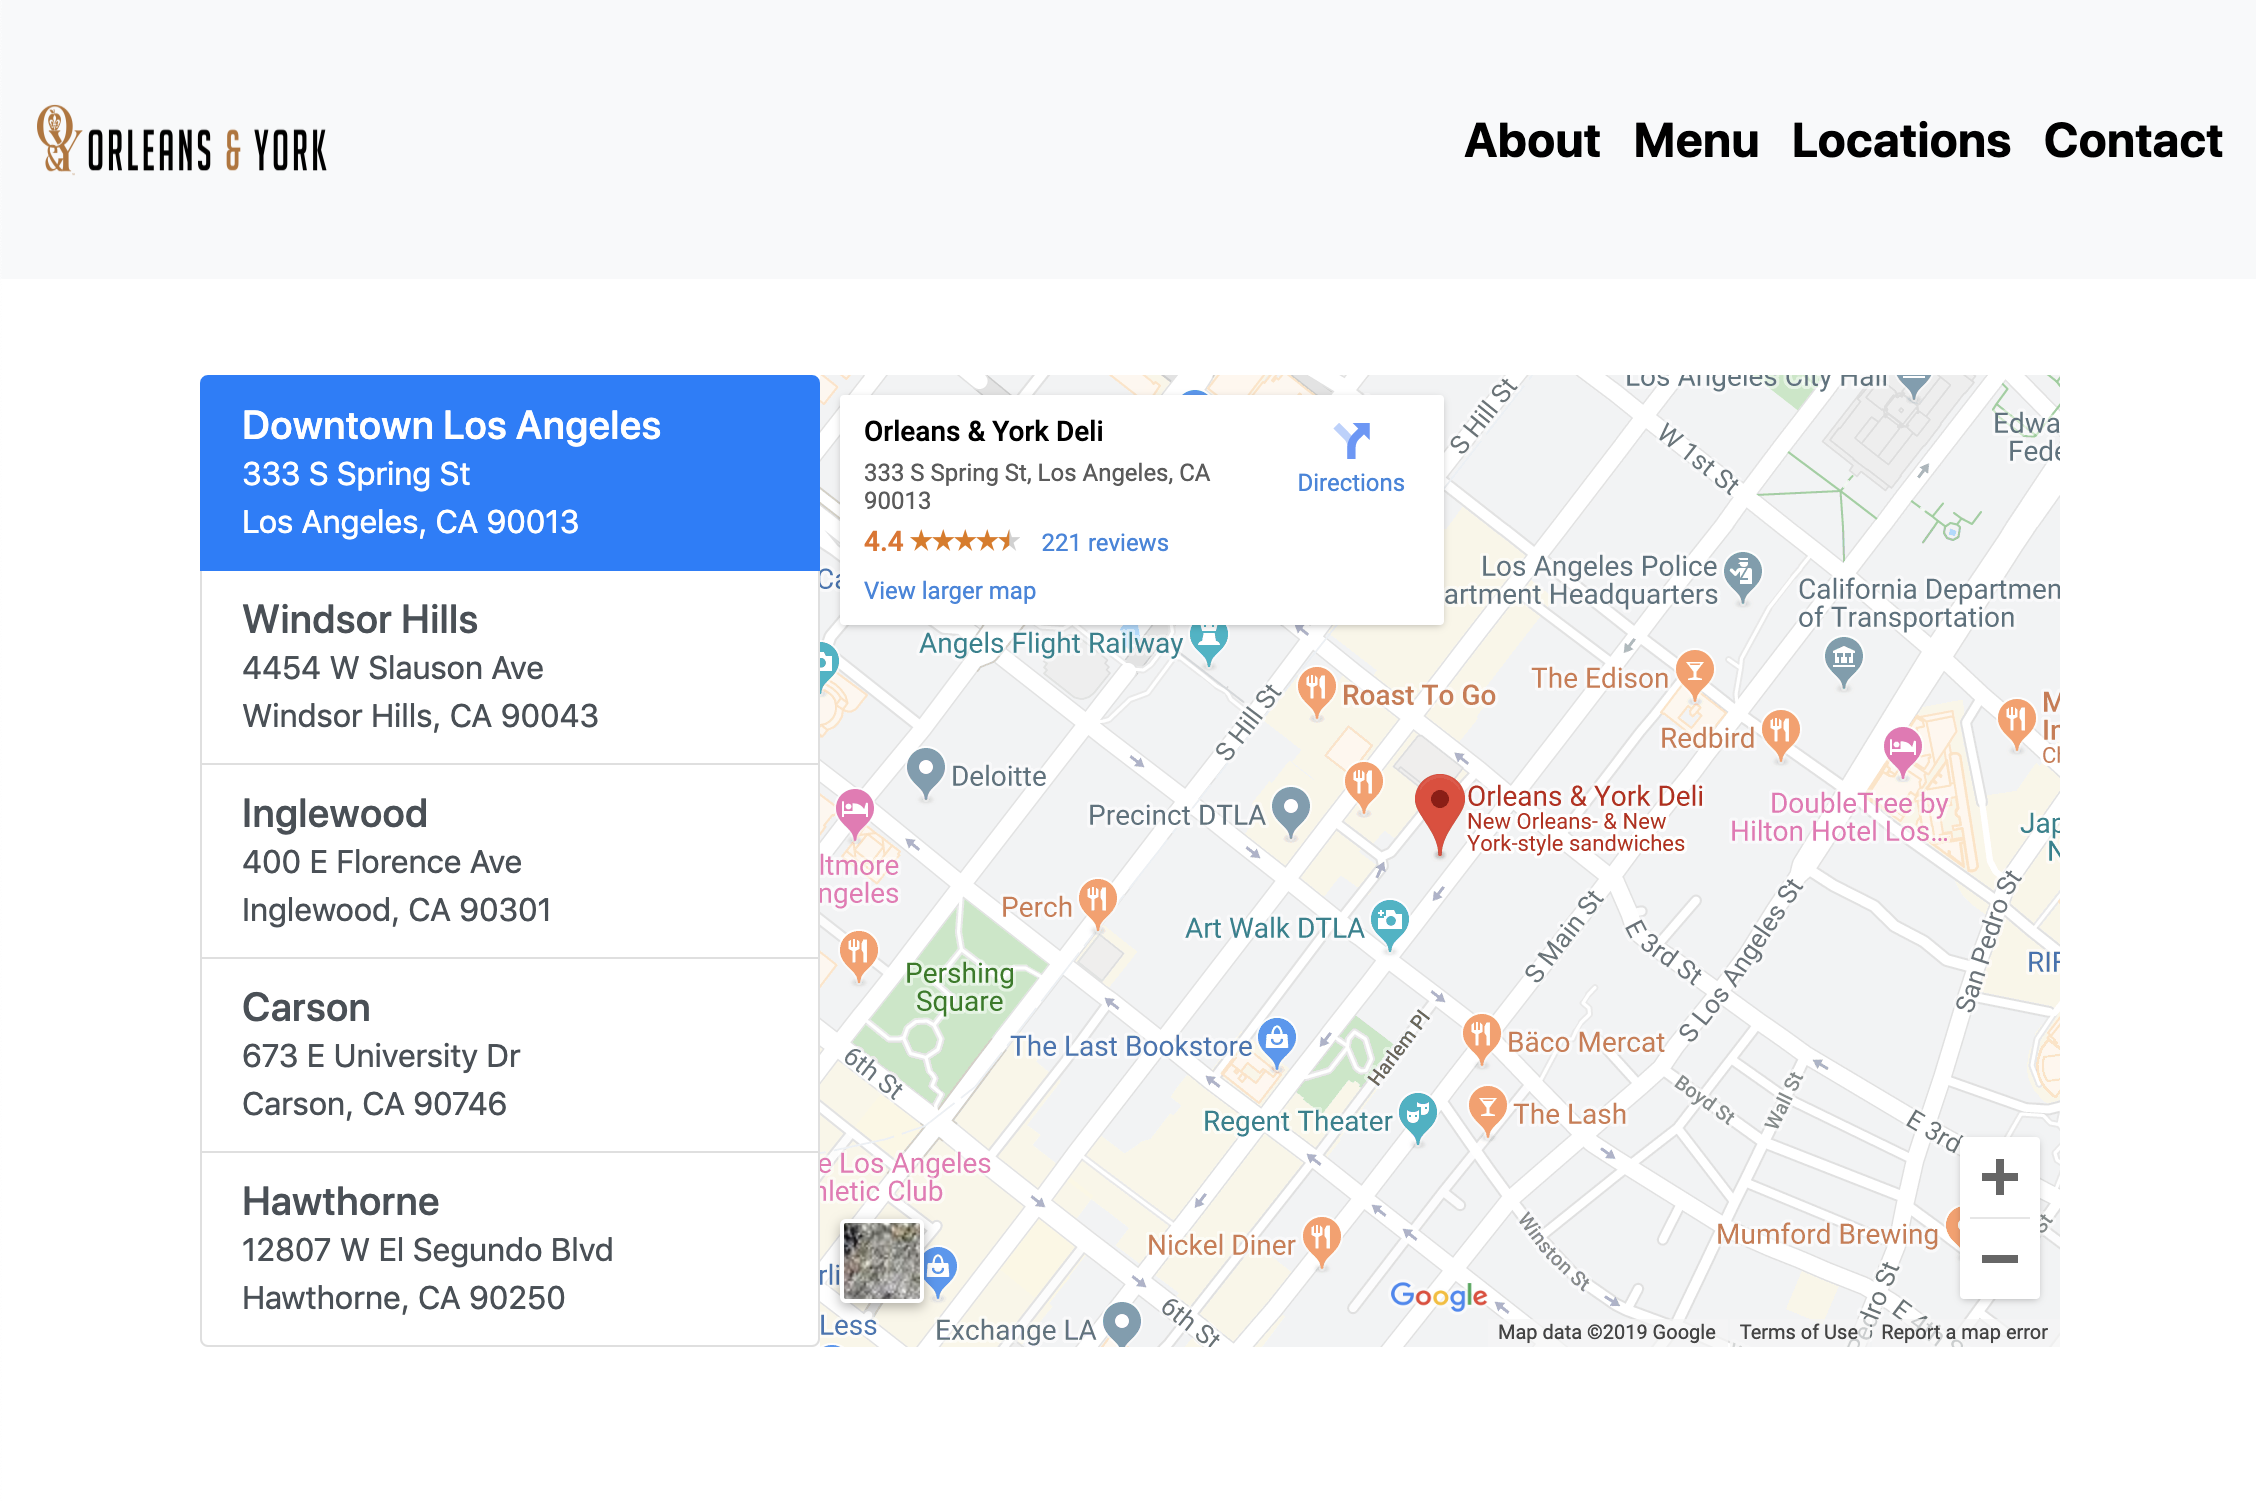 ORLEANS & YORK
About Menu Locations Contact
Downtown Los Angeles
333 S Spring St
Los Angeles, CA 90013
Windsor Hills
4454 W Slauson Ave
Windsor Hills, CA 90043
Inglewood
400 E Florence Ave
Inglewood, CA 90301
Carson
673 E University Dr
Carson, CA 90746
Hawthorne
12807 W El Segundo Blvd
Hawthorne, CA 90250
Orleans & York Deli
333 S Spring St, Los Angeles, CA
90013
4.4
221 reviews
View larger map
Directions
Los Angeles City Hall
S Hill St
W 1st St
Edwa
Fede
Los Angeles Police
artment Headquarters
California Departmen
of Transportation
Angels Flight Railway
The Edison
Roast To Go
S Hill St
Redbird
Deloitte
Precinct DTLA
Orleans & York Deli
New Orleans- & New
York-style sandwiches
DoubleTree by
Hilton Hotel Los...
Jap
ltmore
ngeles
Perch
Art Walk DTLA
S Main St
E 3rd St
S Los Angeles St
San Pedro St
Pershing
Square
6th St
The Last Bookstore
Harlem Pl
Bäco Mercat
Boyd St
Wall St
Regent Theater
The Lash
E 3rd
e Los Angeles
hletic Club
Nickel Diner
Winston St
Mumford Brewing
Less
Exchange LA
6th St
Google
E 4th
Map data ©2019 Google
Terms of Use
Report a map error